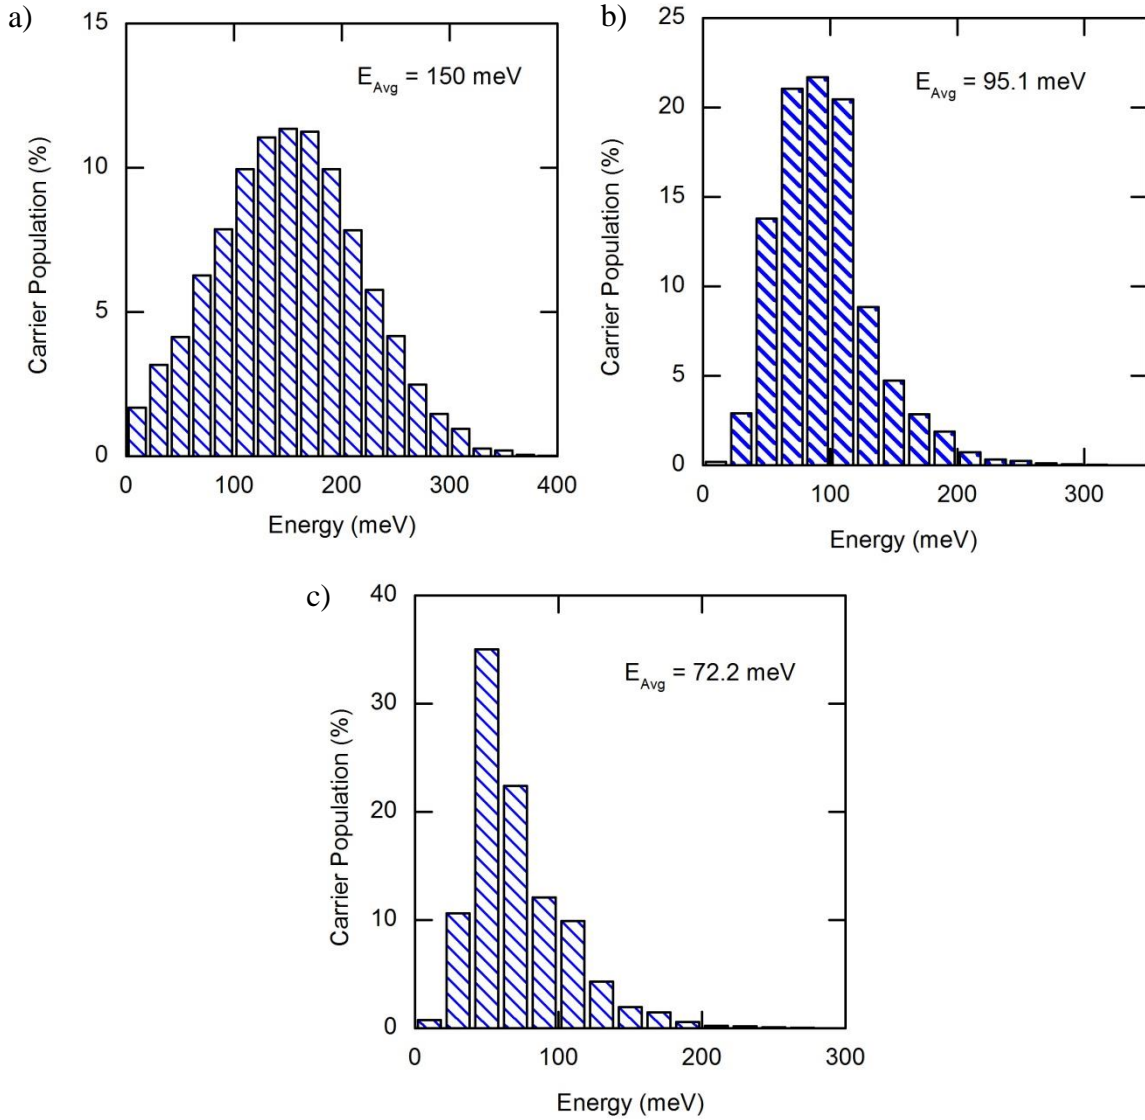 a)
15
10
5
0
Carrier Population (%)
E_Avg = 150 meV
0 100 200 300 400
Energy (meV)
b)
25
20
15
10
5
0
Carrier Population (%)
E_Avg = 95.1 meV
0 100 200 300
Energy (meV)
c)
40
30
20
10
0
Carrier Population (%)
E_Avg = 72.2 meV
0 100 200 300
Energy (meV)